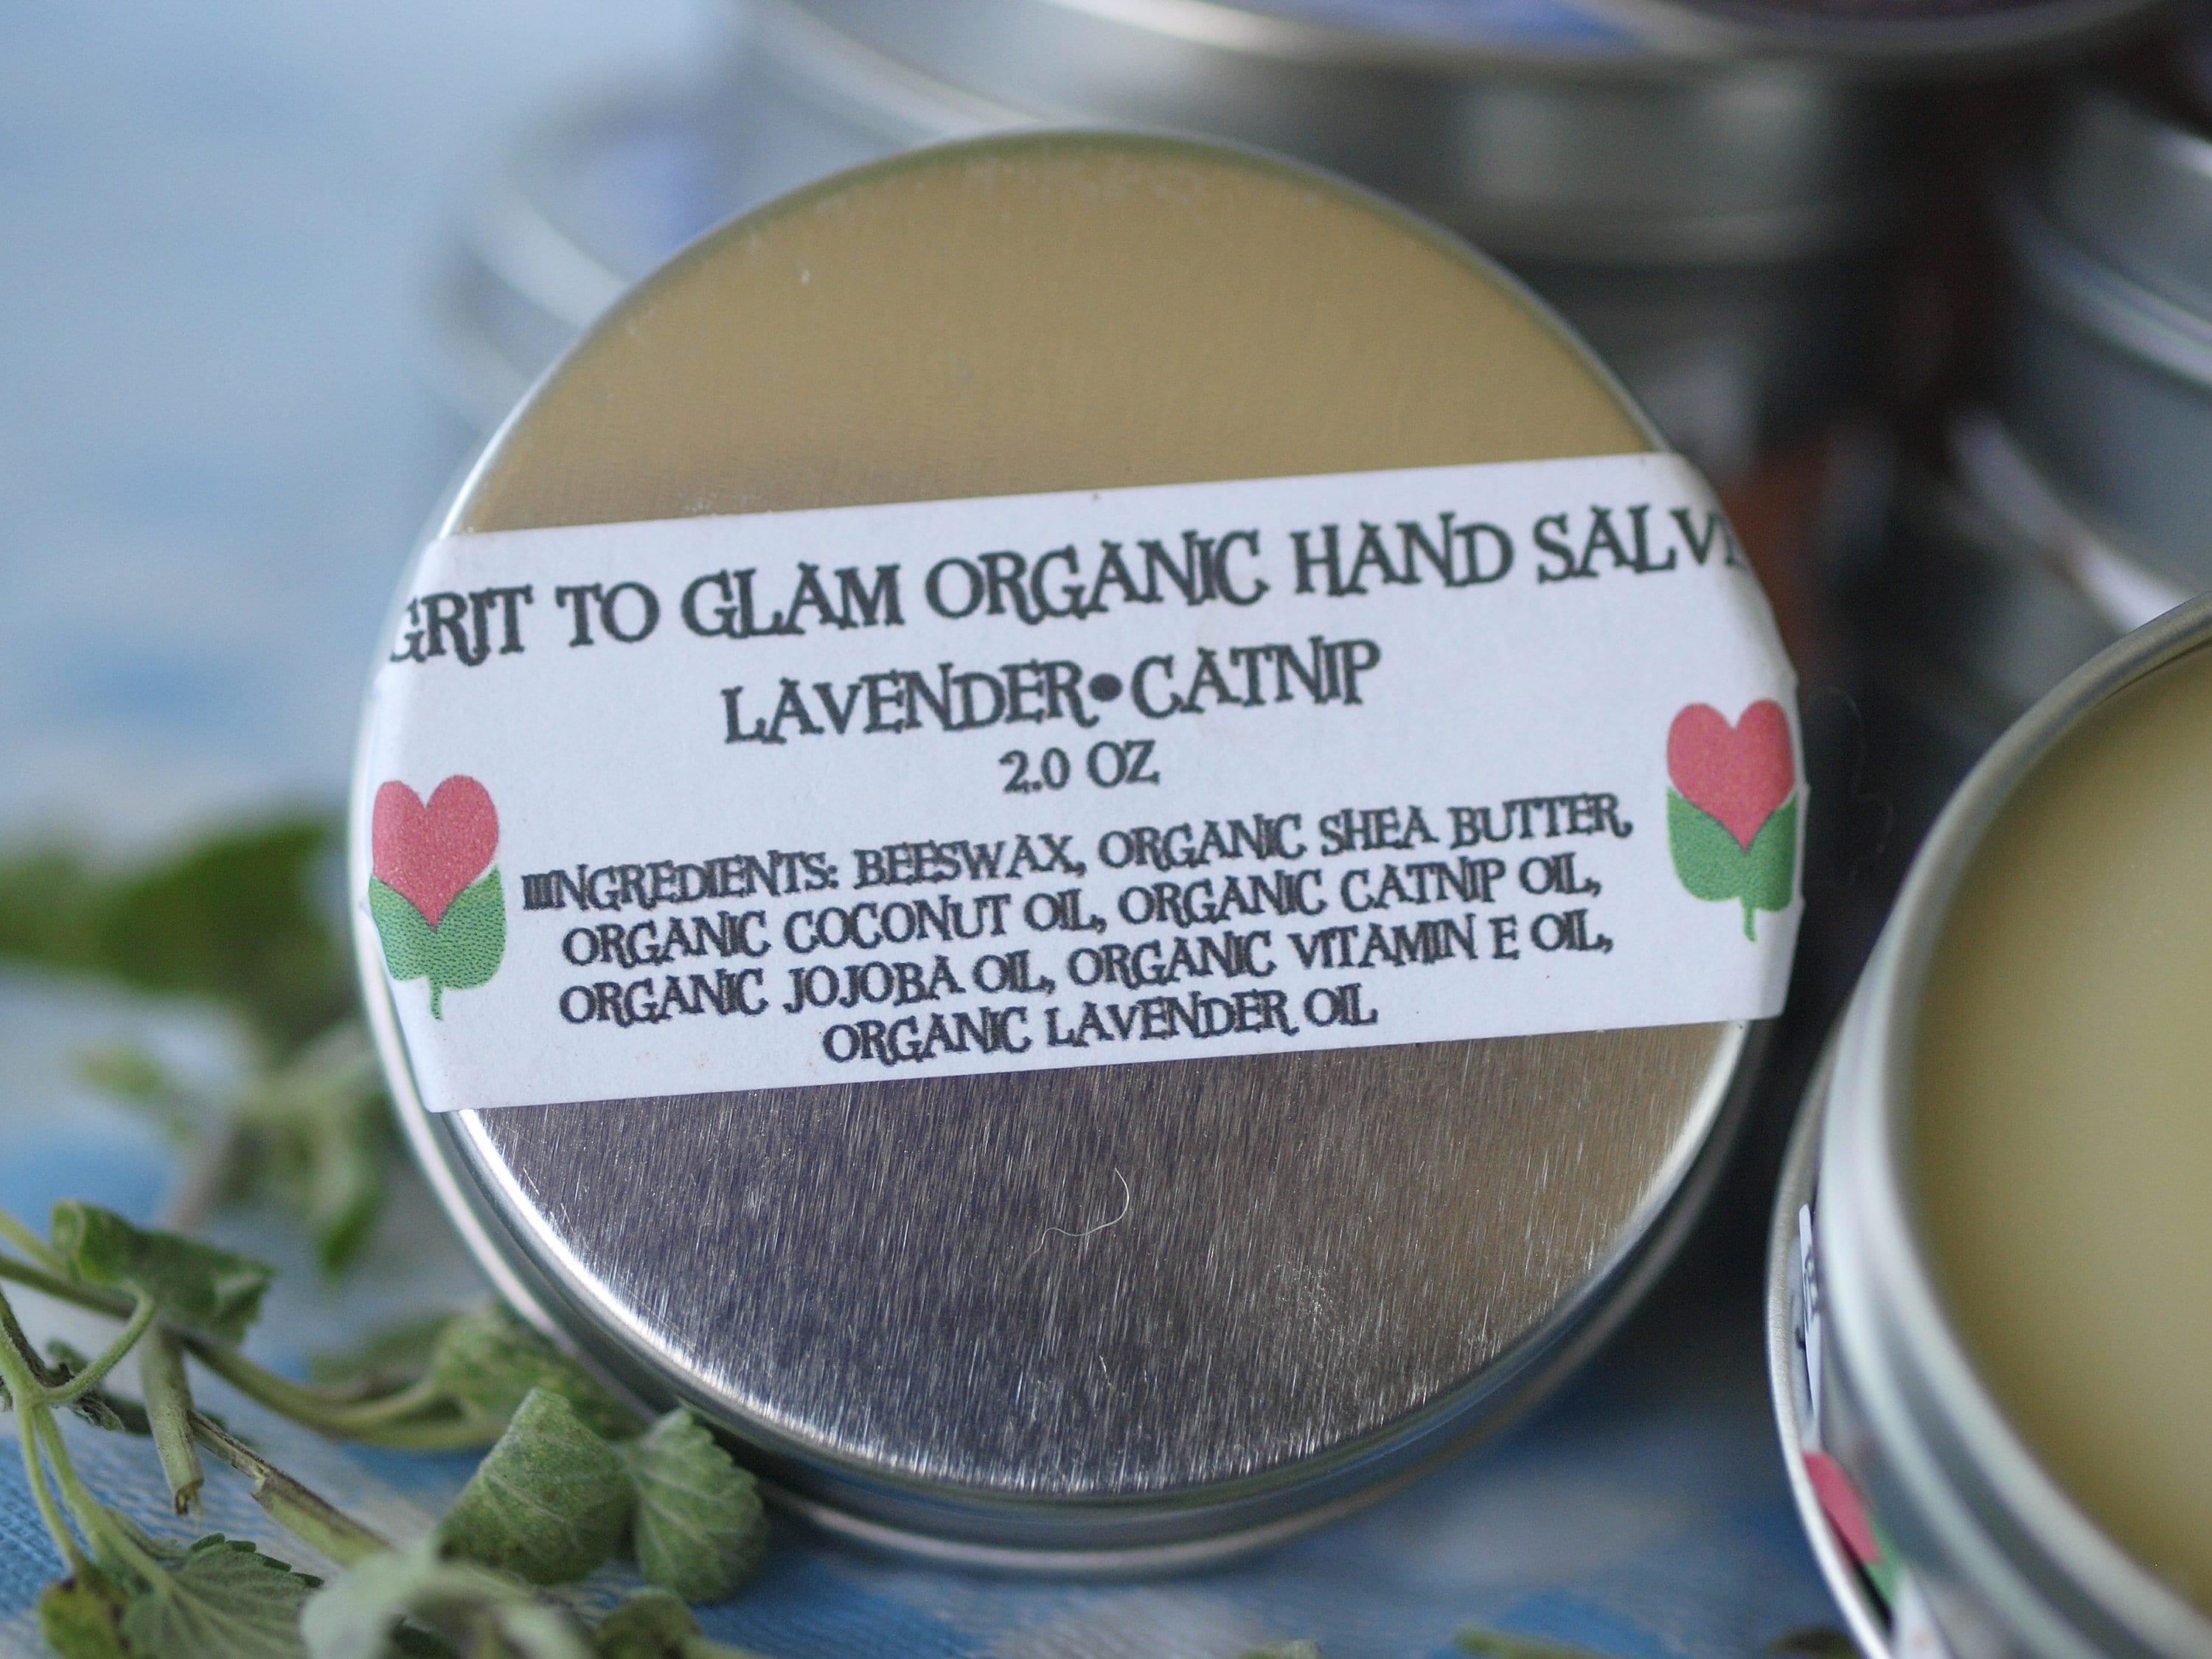 GRIT TO GLAM ORGANIC HAND SALVE
LAVENDER•CATNIP
2.0 OZ
IIINGREDIENTS: BEESWAX, ORGANIC SHEA BUTTER,
ORGANIC COCONUT OIL, ORGANIC CATNIP OIL,
ORGANIC JOJOBA OIL, ORGANIC VITAMIN E OIL,
ORGANIC LAVENDER OIL